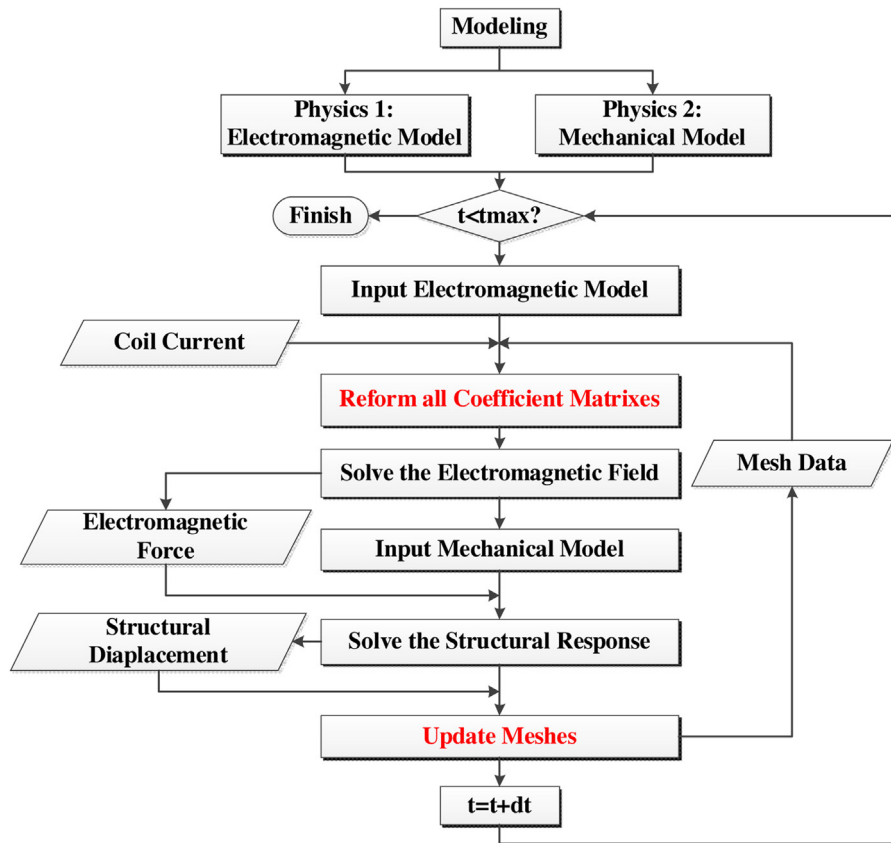 Modeling
Physics 1:
Electromagnetic Model
Physics 2:
Mechanical Model
Finish
t<tmax?
Input Electromagnetic Model
Coil Current
Reform all Coefficient Matrixes
Solve the Electromagnetic Field
Mesh Data
Electromagnetic
Force
Input Mechanical Model
Structural
Diaplacement
Solve the Structural Response
Update Meshes
t=t+dt